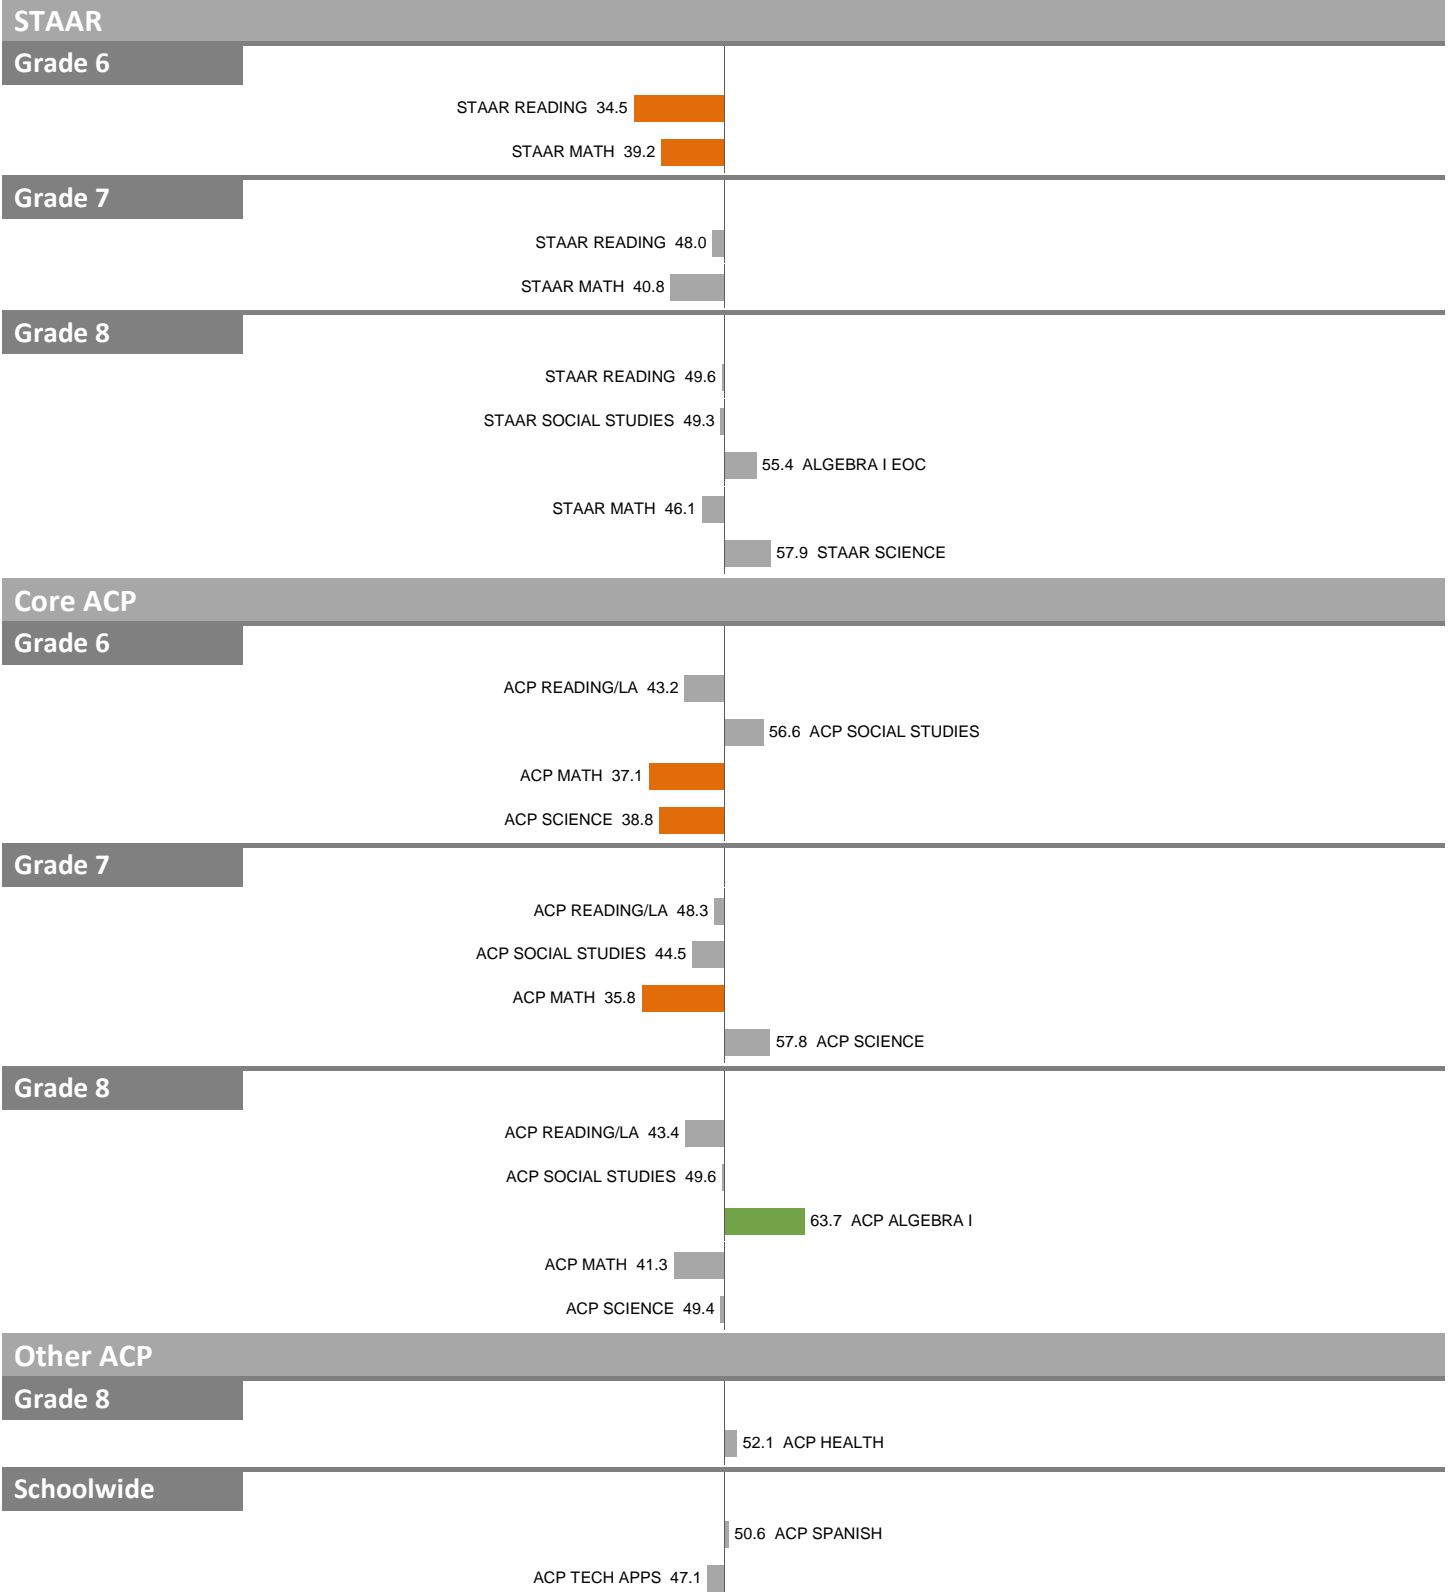 STAAR
Grade 6
STAAR READING 34.5
STAAR MATH 39.2
Grade 7
STAAR READING 48.0
STAAR MATH 40.8
Grade 8
STAAR READING 49.6
STAAR SOCIAL STUDIES 49.3
55.4 ALGEBRA I EOC
STAAR MATH 46.1
57.9 STAAR SCIENCE
Core ACP
Grade 6
ACP READING/LA 43.2
56.6 ACP SOCIAL STUDIES
ACP MATH 37.1
ACP SCIENCE 38.8
Grade 7
ACP READING/LA 48.3
ACP SOCIAL STUDIES 44.5
ACP MATH 35.8
57.8 ACP SCIENCE
Grade 8
ACP READING/LA 43.4
ACP SOCIAL STUDIES 49.6
63.7 ACP ALGEBRA I
ACP MATH 41.3
ACP SCIENCE 49.4
Other ACP
Grade 8
52.1 ACP HEALTH
Schoolwide
50.6 ACP SPANISH
ACP TECH APPS 47.1